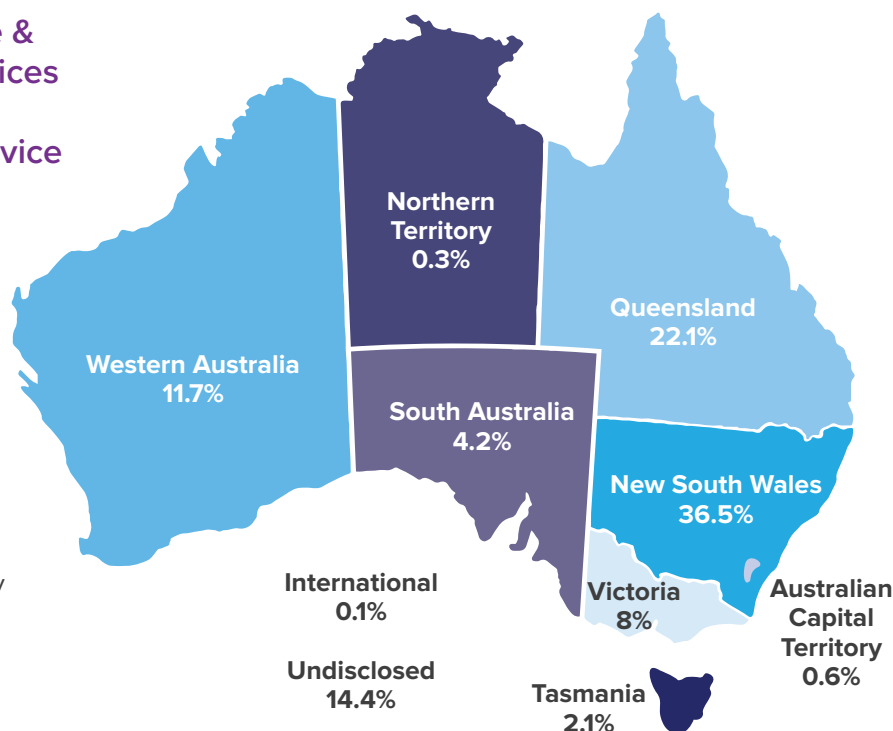 &
ices
vice
Northern
Territory
0.3%
Queensland
22.1%
Western Australia
11.7%
South Australia
4.2%
New South Wales
36.5%
International
0.1%
Victoria
8%
Australian
Capital
Territory
0.6%
Undisclosed
14.4%
Tasmania
2.1%